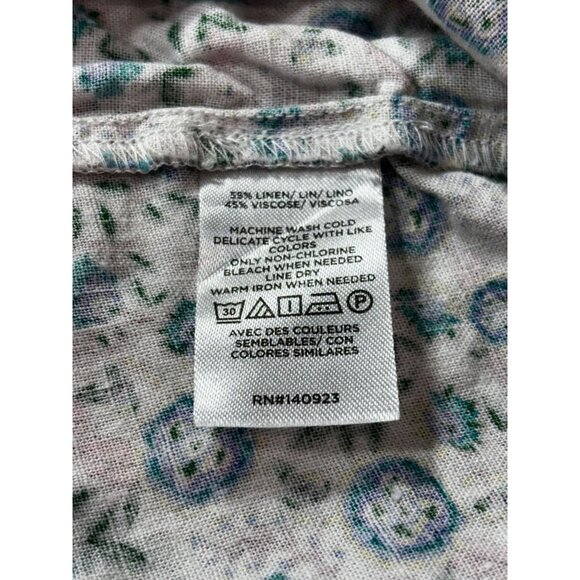 55% LINEN/ LIN/ LINO
45% VISCOSE/ VISCOSA
MACHINE WASH COLD
DELICATE CYCLE WITH LIKE
COLORS
ONLY NON-CHLORINE
BLEACH WHEN NEEDED
LINE DRY
WARM IRON WHEN NEEDED
30 P
AVEC DES COULEURS
SEMBLABLES/ CON
COLORES SIMILARES
RN#140923